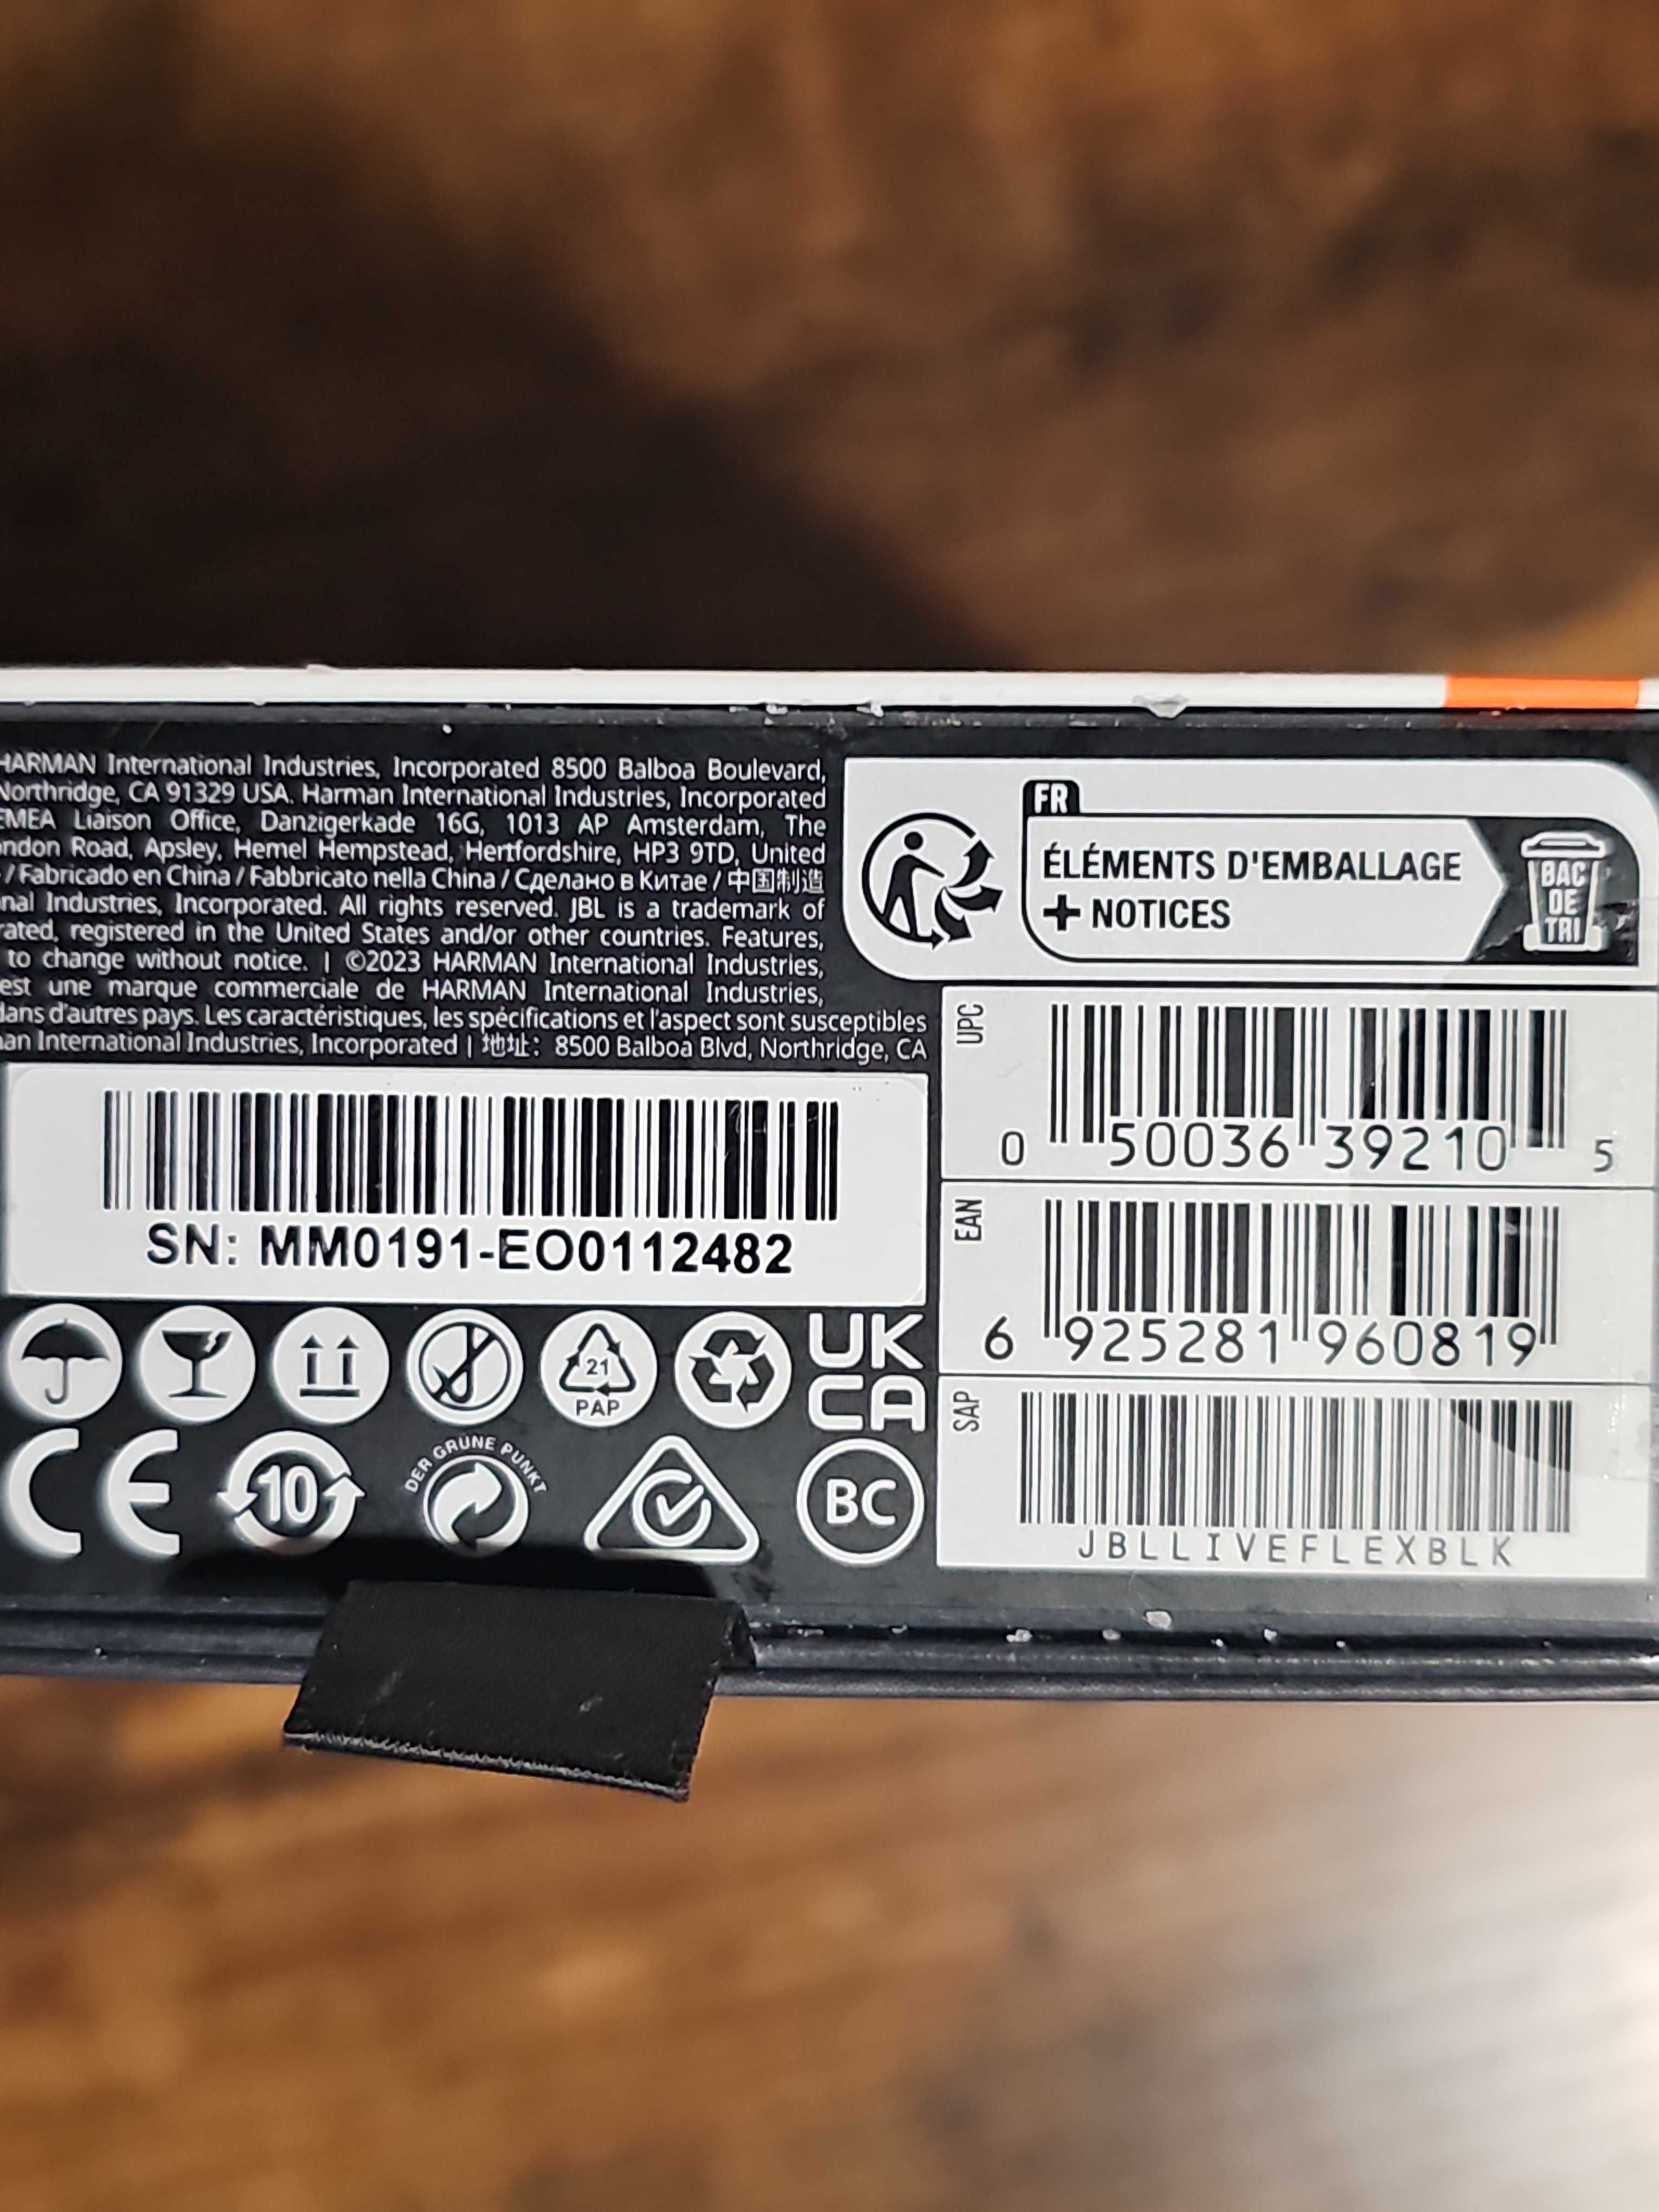 HARMAN International Industries, Incorporated 8500 Balboa Boulevard,
Northridge, CA 91329 USA. Harman International Industries, Incorporated
EMEA Liaison Office, Danzigerkade 16G, 1013 AP Amsterdam, The
ondon Road, Apsley, Hemel Hempstead, Hertfordshire, HP3 9TD, United
/ Fabricado en China / Fabbricato nella China / Сделано в Китае / 中国制造
nal Industries, Incorporated. All rights reserved. JBL is a trademark of
rated, registered in the United States and/or other countries. Features,
to change without notice. | ©2023 HARMAN International Industries,
est une marque commerciale de HARMAN International Industries,
dans d'autres pays. Les caractéristiques, les spécifications et l'aspect sont susceptibles
an International Industries, Incorporated | 地址: 8500 Balboa Blvd, Northridge, CA
FR
ÉLÉMENTS D'EMBALLAGE
+ NOTICES
BAC
DE
TRI
SN: MM0191-EO0112482
UPC
0 50036 39210 5
EAN
6 925281 960819
SAP
JBLLIVEFLEXBLK
21
PAP
UK
CA
CE
10
DER GRÜNE PUNKT
BC